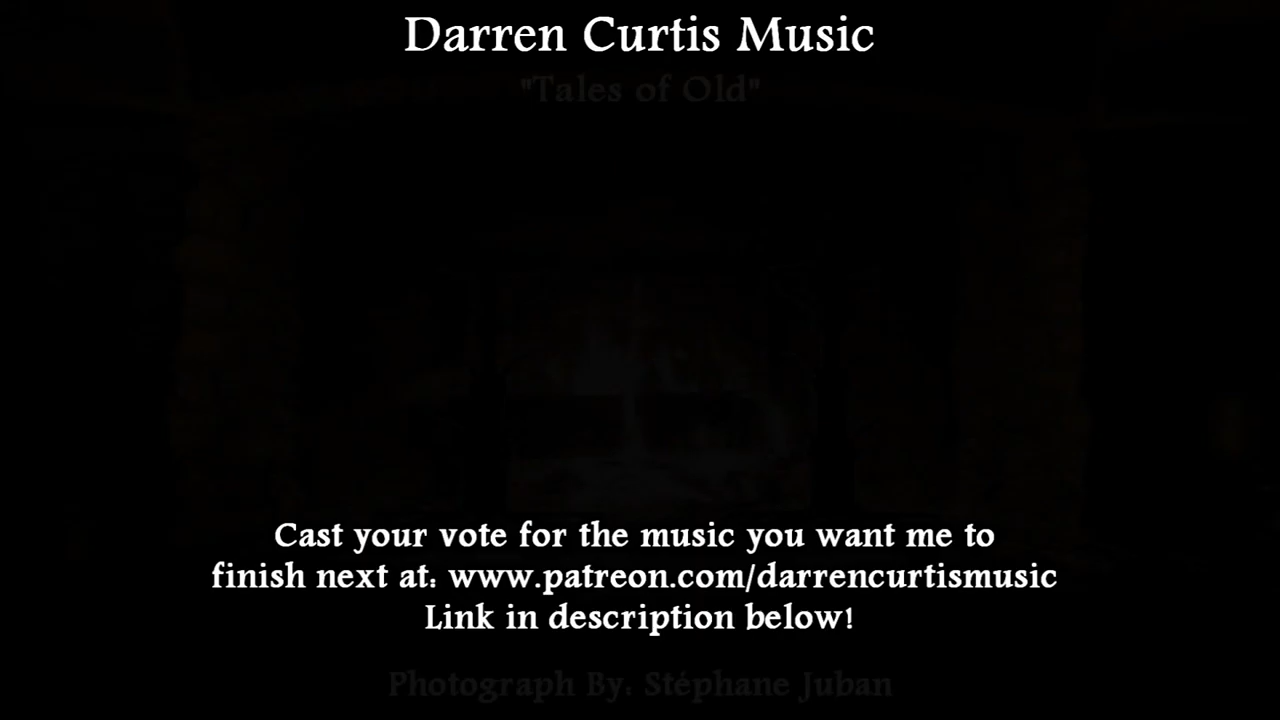 Darren Curtis Music
"Tales of Old"
Cast your vote for the music you want me to
finish next at: www.patreon.com/darrencurtismusic
Link in description below!
Photograph By: Stéphane Juban